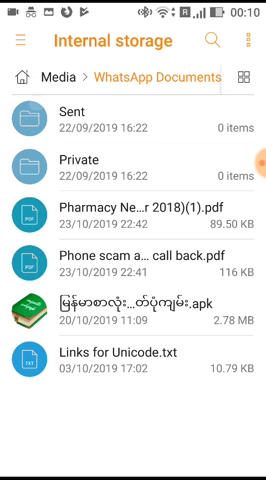 00:10
Internal storage
Media > WhatsApp Documents
Sent
22/09/2019 16:22 0 items
Private
22/09/2019 16:22 0 items
Pharmacy Ne...r 2018)(1).pdf
PDF
23/10/2019 22:42 89.50 KB
Phone scam a... call back.pdf
PDF
23/10/2019 22:41 116 KB
မြန်မာစာလုံး...တ်ပုံကျမ်း.apk
20/10/2019 11:09 2.78 MB
Links for Unicode.txt
TXT
03/10/2019 17:02 10.79 KB